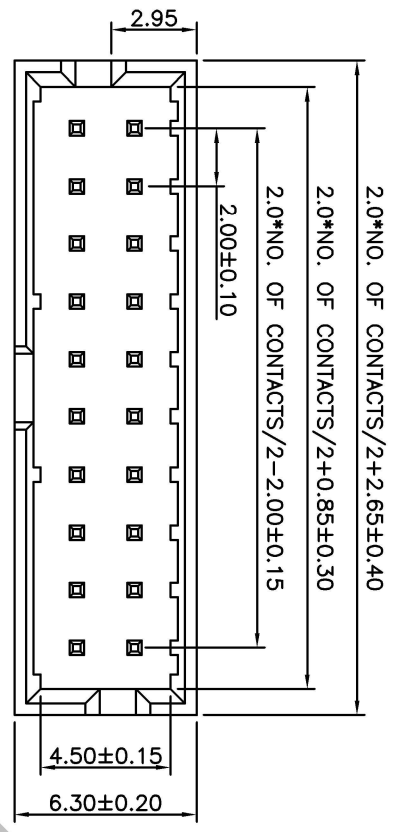 2.95
2.0*NO. OF CONTACTS/2+2.65±0.40
2.0*NO. OF CONTACTS/2+0.85±0.30
2.0*NO. OF CONTACTS/2-2.00±0.15
2.00±0.10
4.50±0.15
6.30±0.20